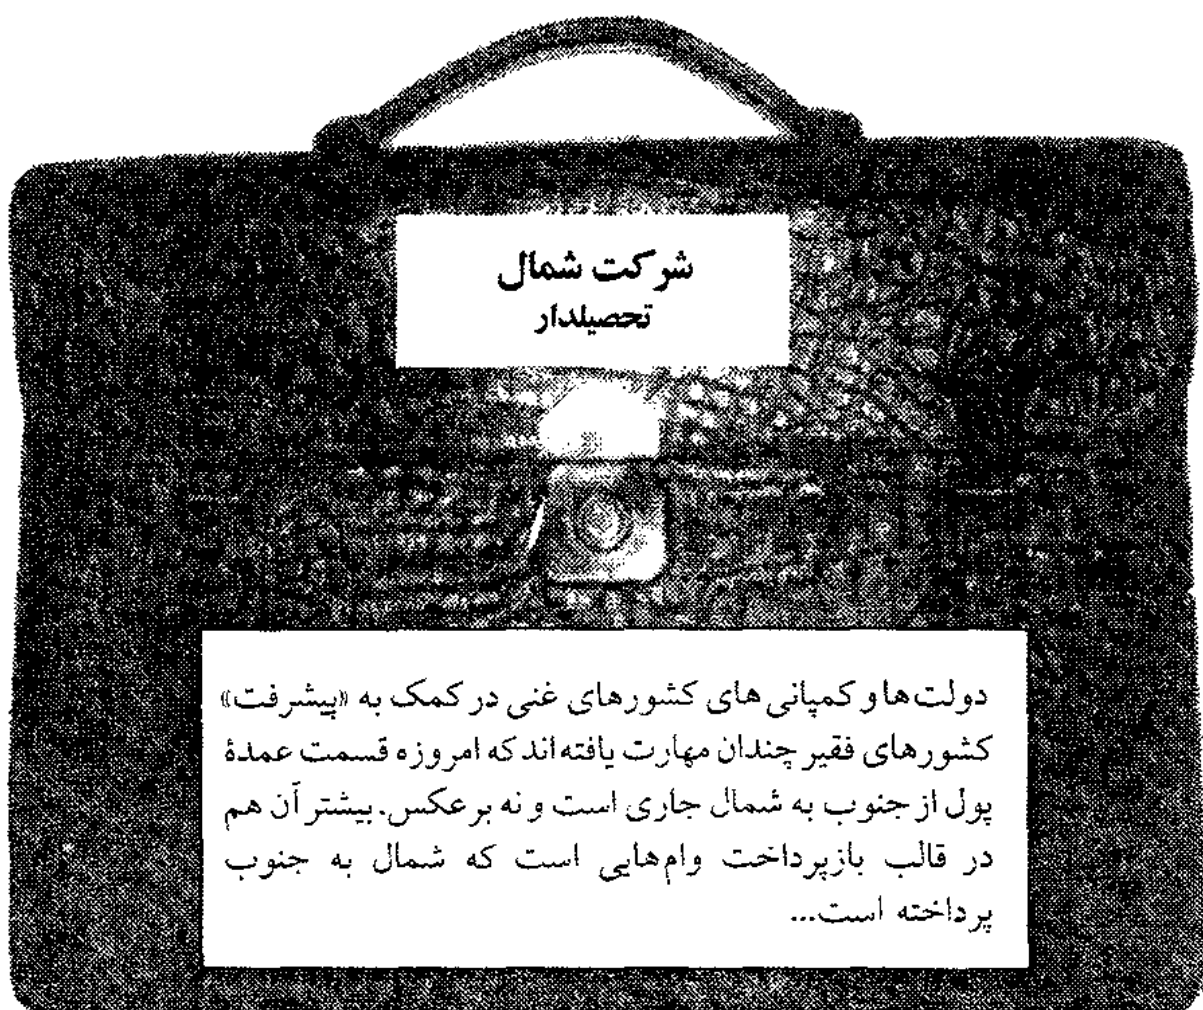 شرکت شمال
تحصیلدار
دولت‌ها و کمپانی‌های کشورهای غنی در کمک به «پیشرفت»
کشورهای فقیر چندان مهارت یافته‌اند که امروزه قسمت عمدهٔ
پول از جنوب به شمال جاری است و نه برعکس. بیشتر آن هم
در قالب بازپرداخت وام‌هایی است که شمال به جنوب
پرداخته است...